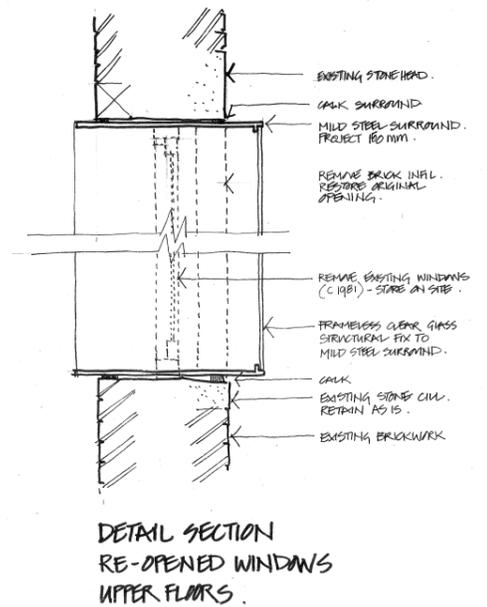 EXISTING STONE HEAD.
CALK SURROUND
MILD STEEL SURROUND.
PROJECT 150 MM.
REMOVE BRICK INFIL.
RESTORE ORIGINAL
OPENING.
REMOVE EXISTING WINDOWS
(C 1981) - STORE ON SITE.
FRAMELESS CLEAR GLASS
STRUCTURAL FIX TO
MILD STEEL SURROUND.
CALK
EXISTING STONE CILL.
RETAIN AS IS.
EXISTING BRICKWORK
DETAIL SECTION
RE-OPENED WINDOWS
UPPER FLOORS.